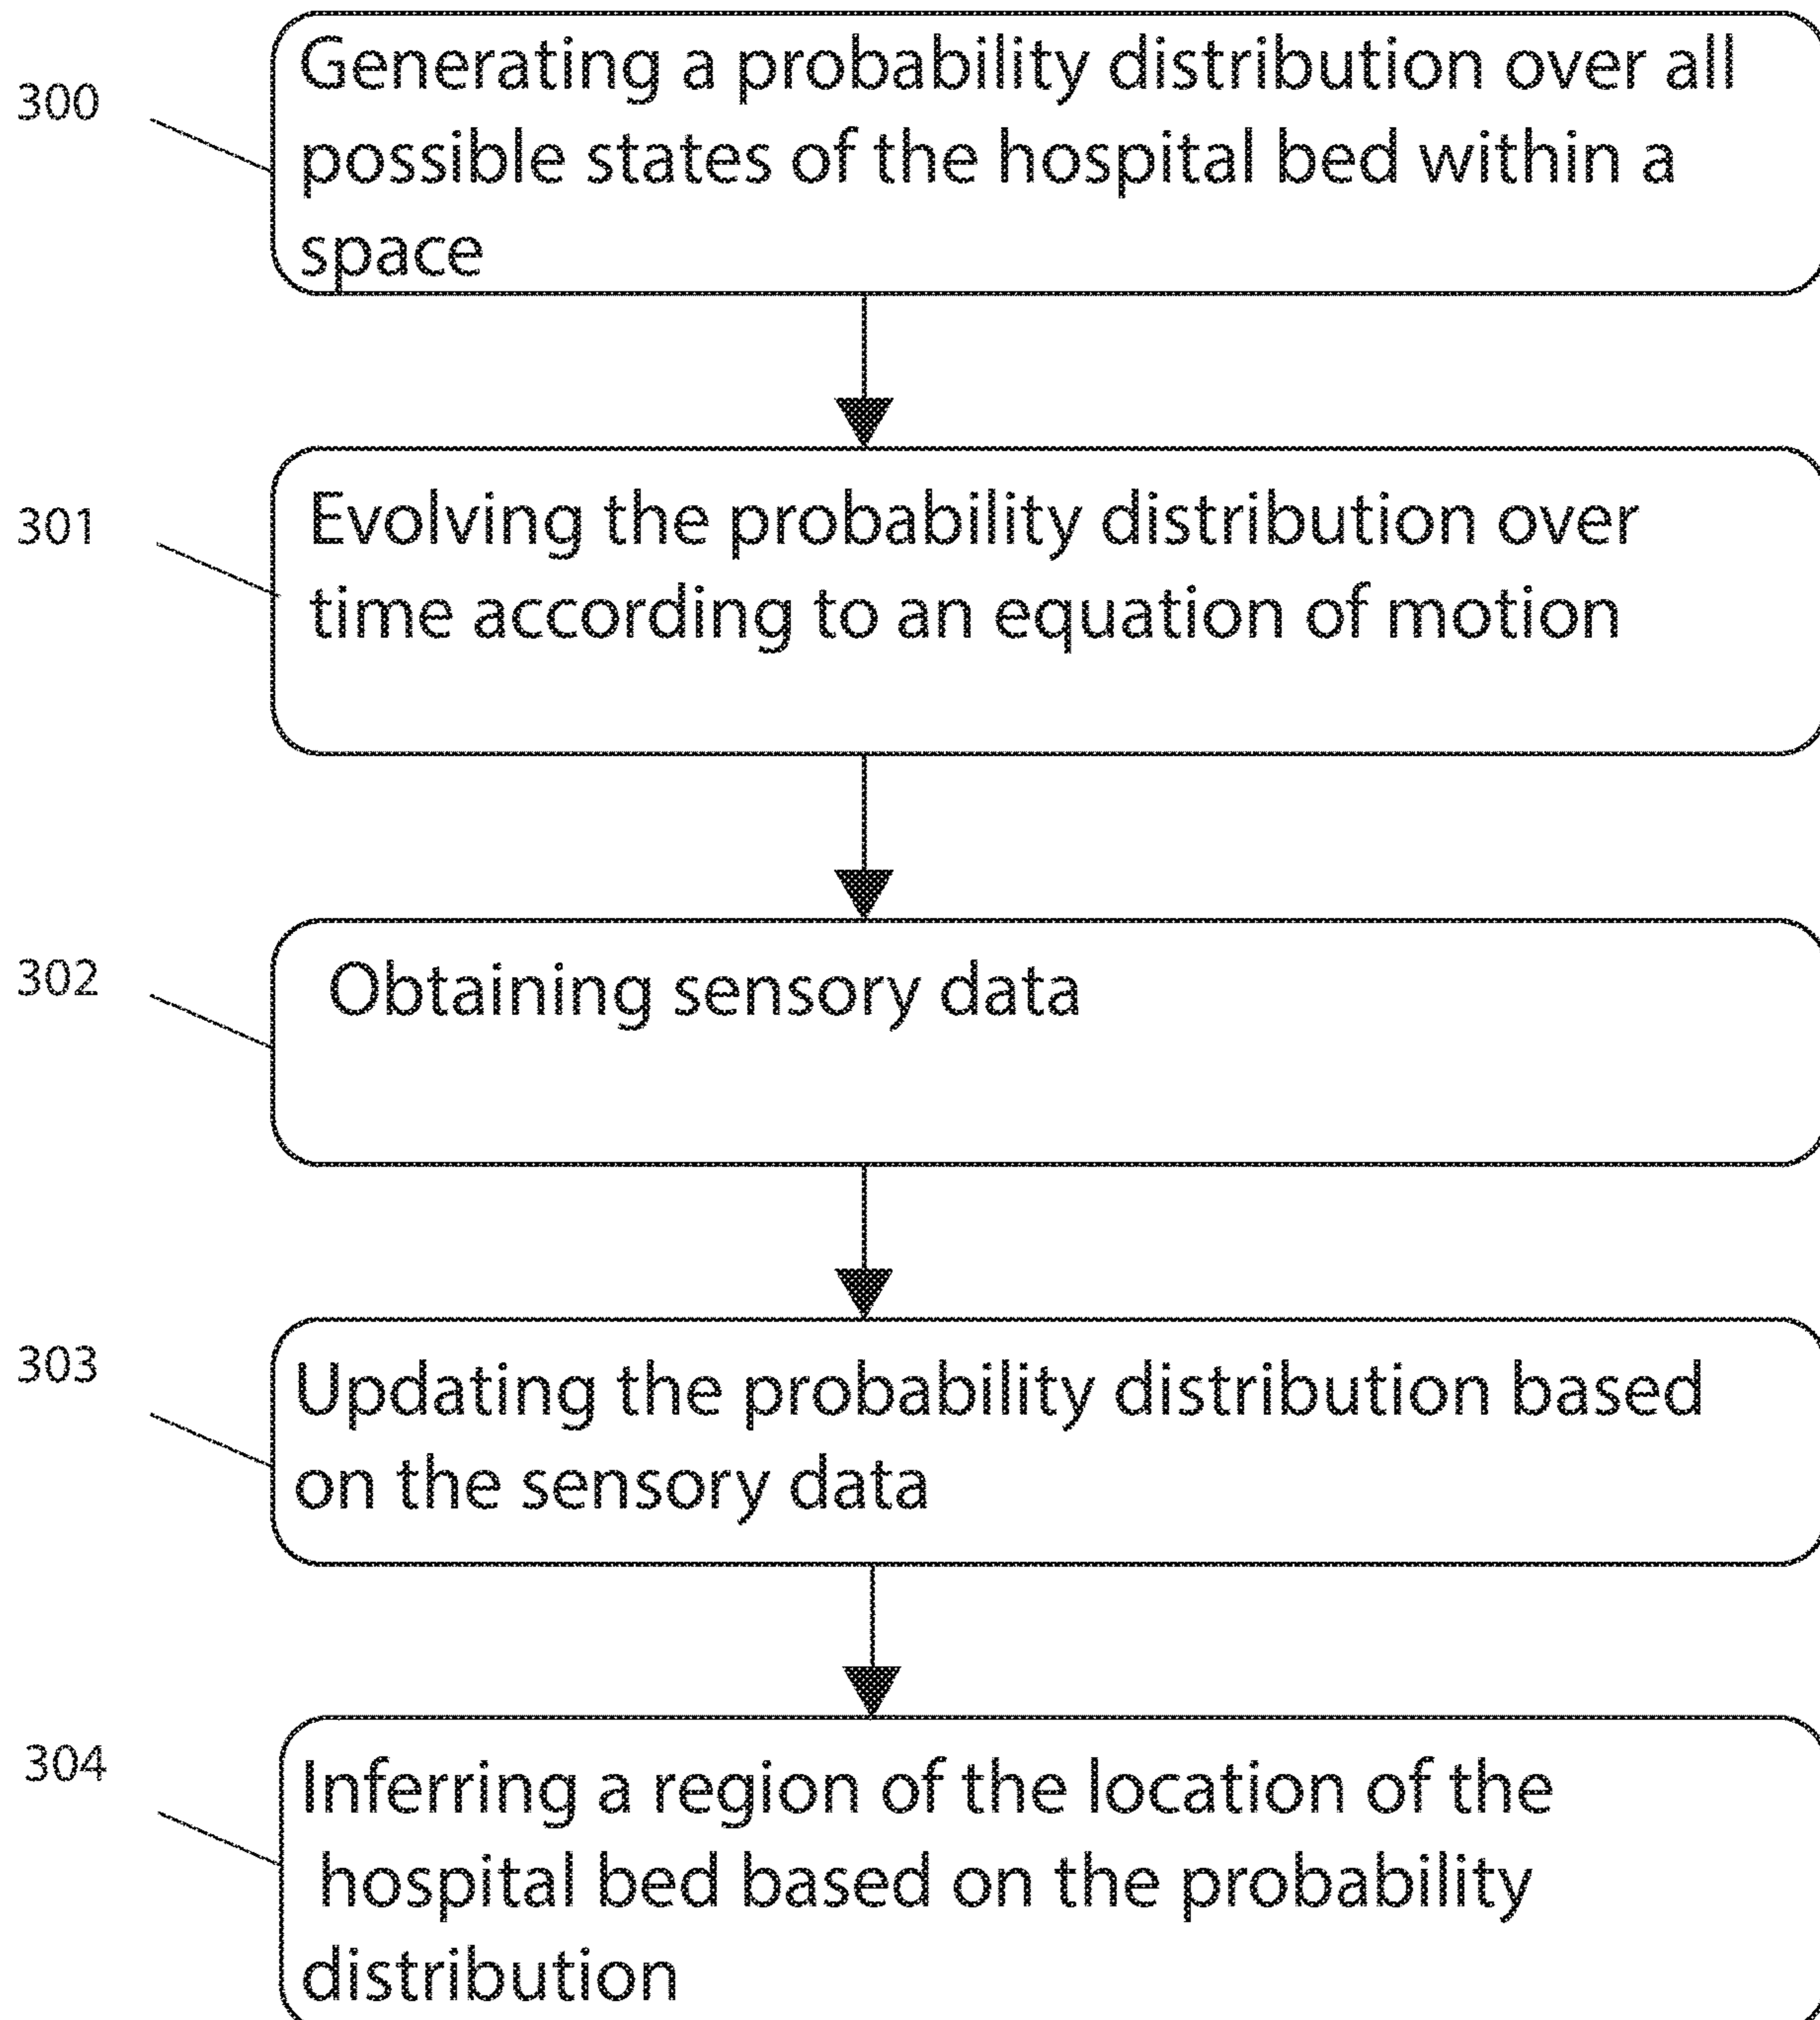 300
Generating a probability distribution over all
possible states of the hospital bed within a
space
301
Evolving the probability distribution over
time according to an equation of motion
302
Obtaining sensory data
303
Updating the probability distribution based
on the sensory data
304
Inferring a region of the location of the
hospital bed based on the probability
distribution